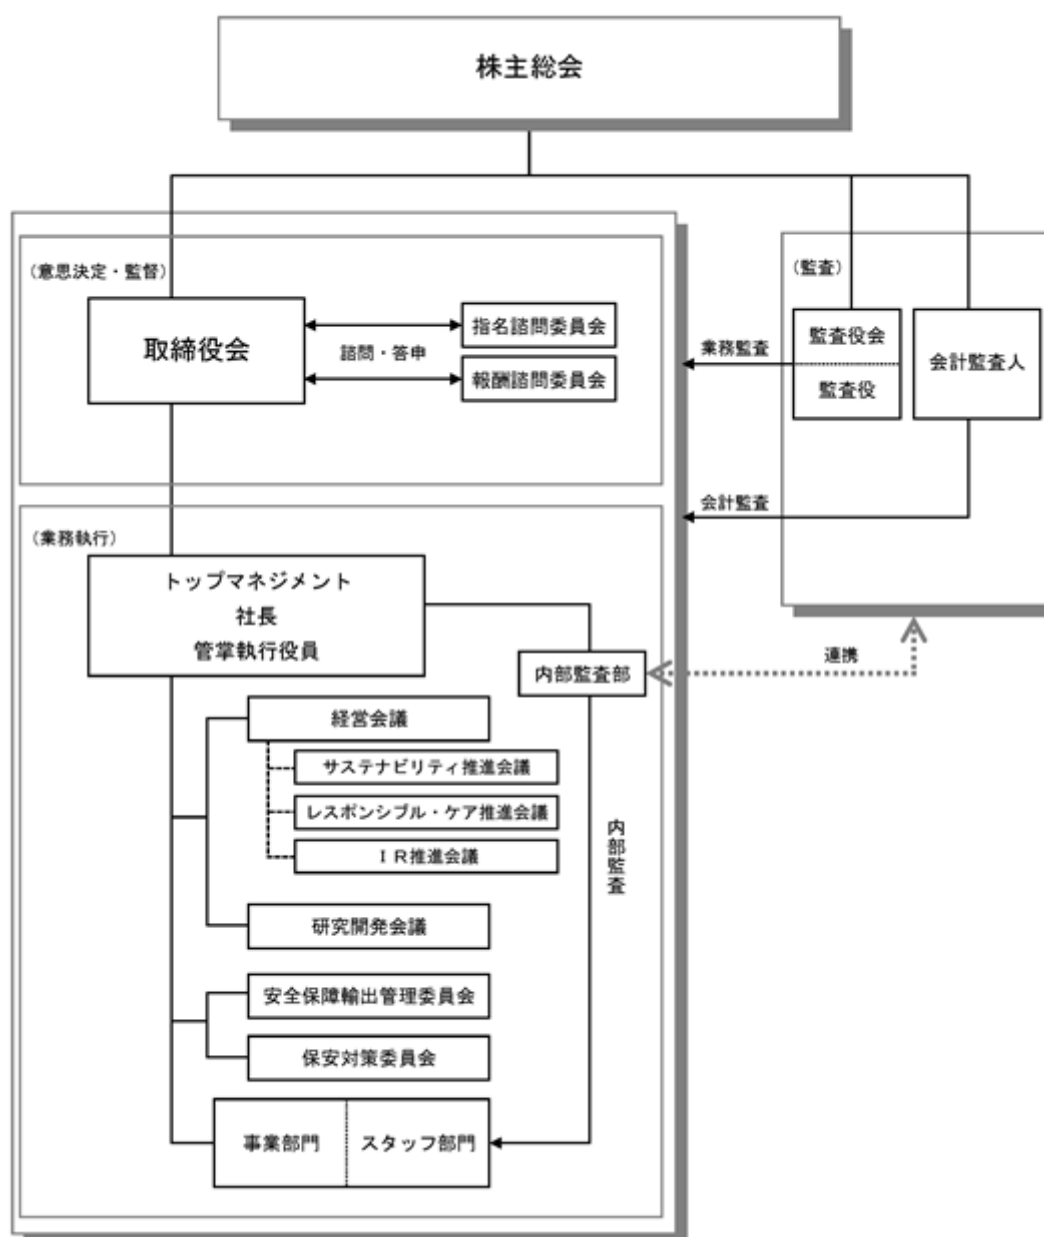 株主総会
(意思決定・監督)
取締役会
諮問・答申
指名諮問委員会
報酬諮問委員会
(監査)
業務監査
監査役会
監査役
会計監査人
会計監査
(業務執行)
トップマネジメント
社長
管掌執行役員
内部監査部
連携
経営会議
サステナビリティ推進会議
レスポンシブル・ケア推進会議
IR推進会議
内部監査
研究開発会議
安全保障輸出管理委員会
保安対策委員会
事業部門
スタッフ部門